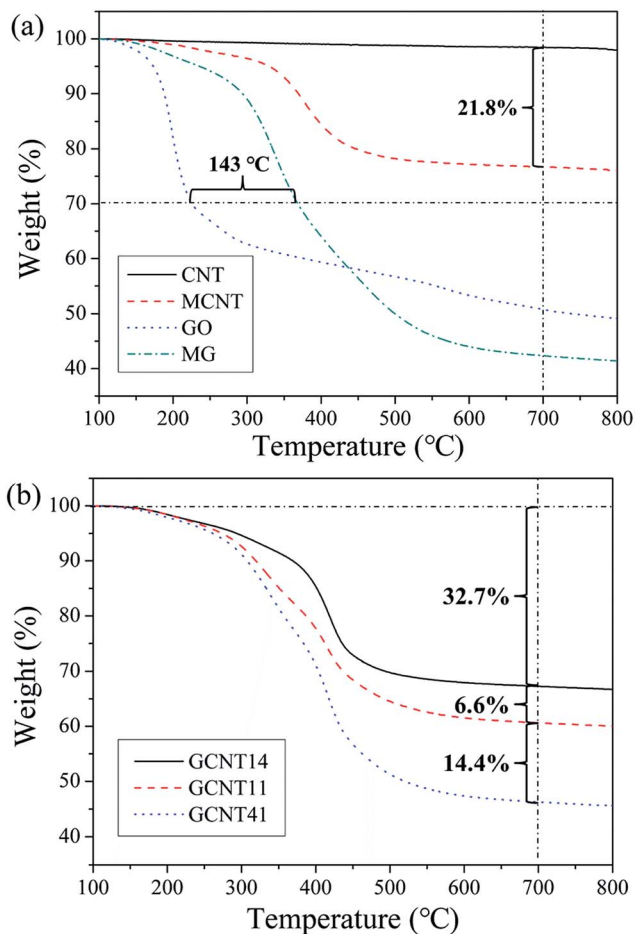 (a)
100
90
80
70
60
50
40
Weight (%)
143 °C
21.8%
CNT
MCNT
GO
MG
100 200 300 400 500 600 700 800
Temperature (°C)
(b)
100
90
80
70
60
50
40
Weight (%)
32.7%
6.6%
14.4%
GCNT14
GCNT11
GCNT41
100 200 300 400 500 600 700 800
Temperature (°C)